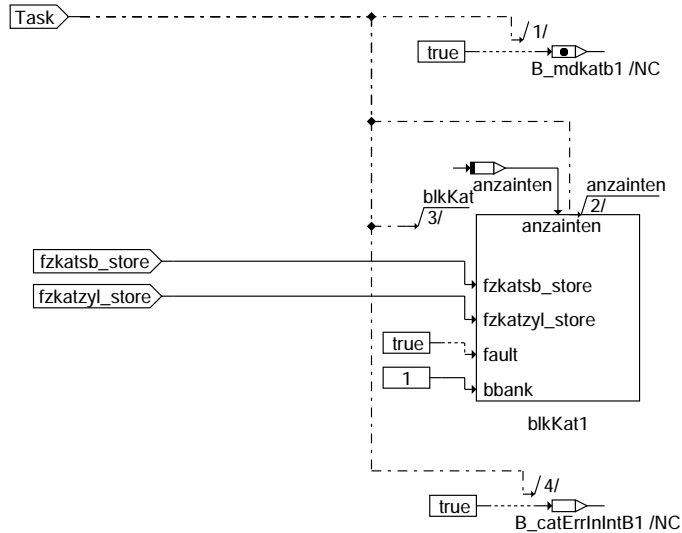 Task
1/
true
B_mdkatb1 /NC
anzainten
anzainten
blkKat
2/
3/
anzainten
fzkatsb_store
fzkatsb_store
fzkatzyl_store
fzkatzyl_store
true
fault
1
bbank
blkKat1
4/
true
B_catErrInIntB1 /NC